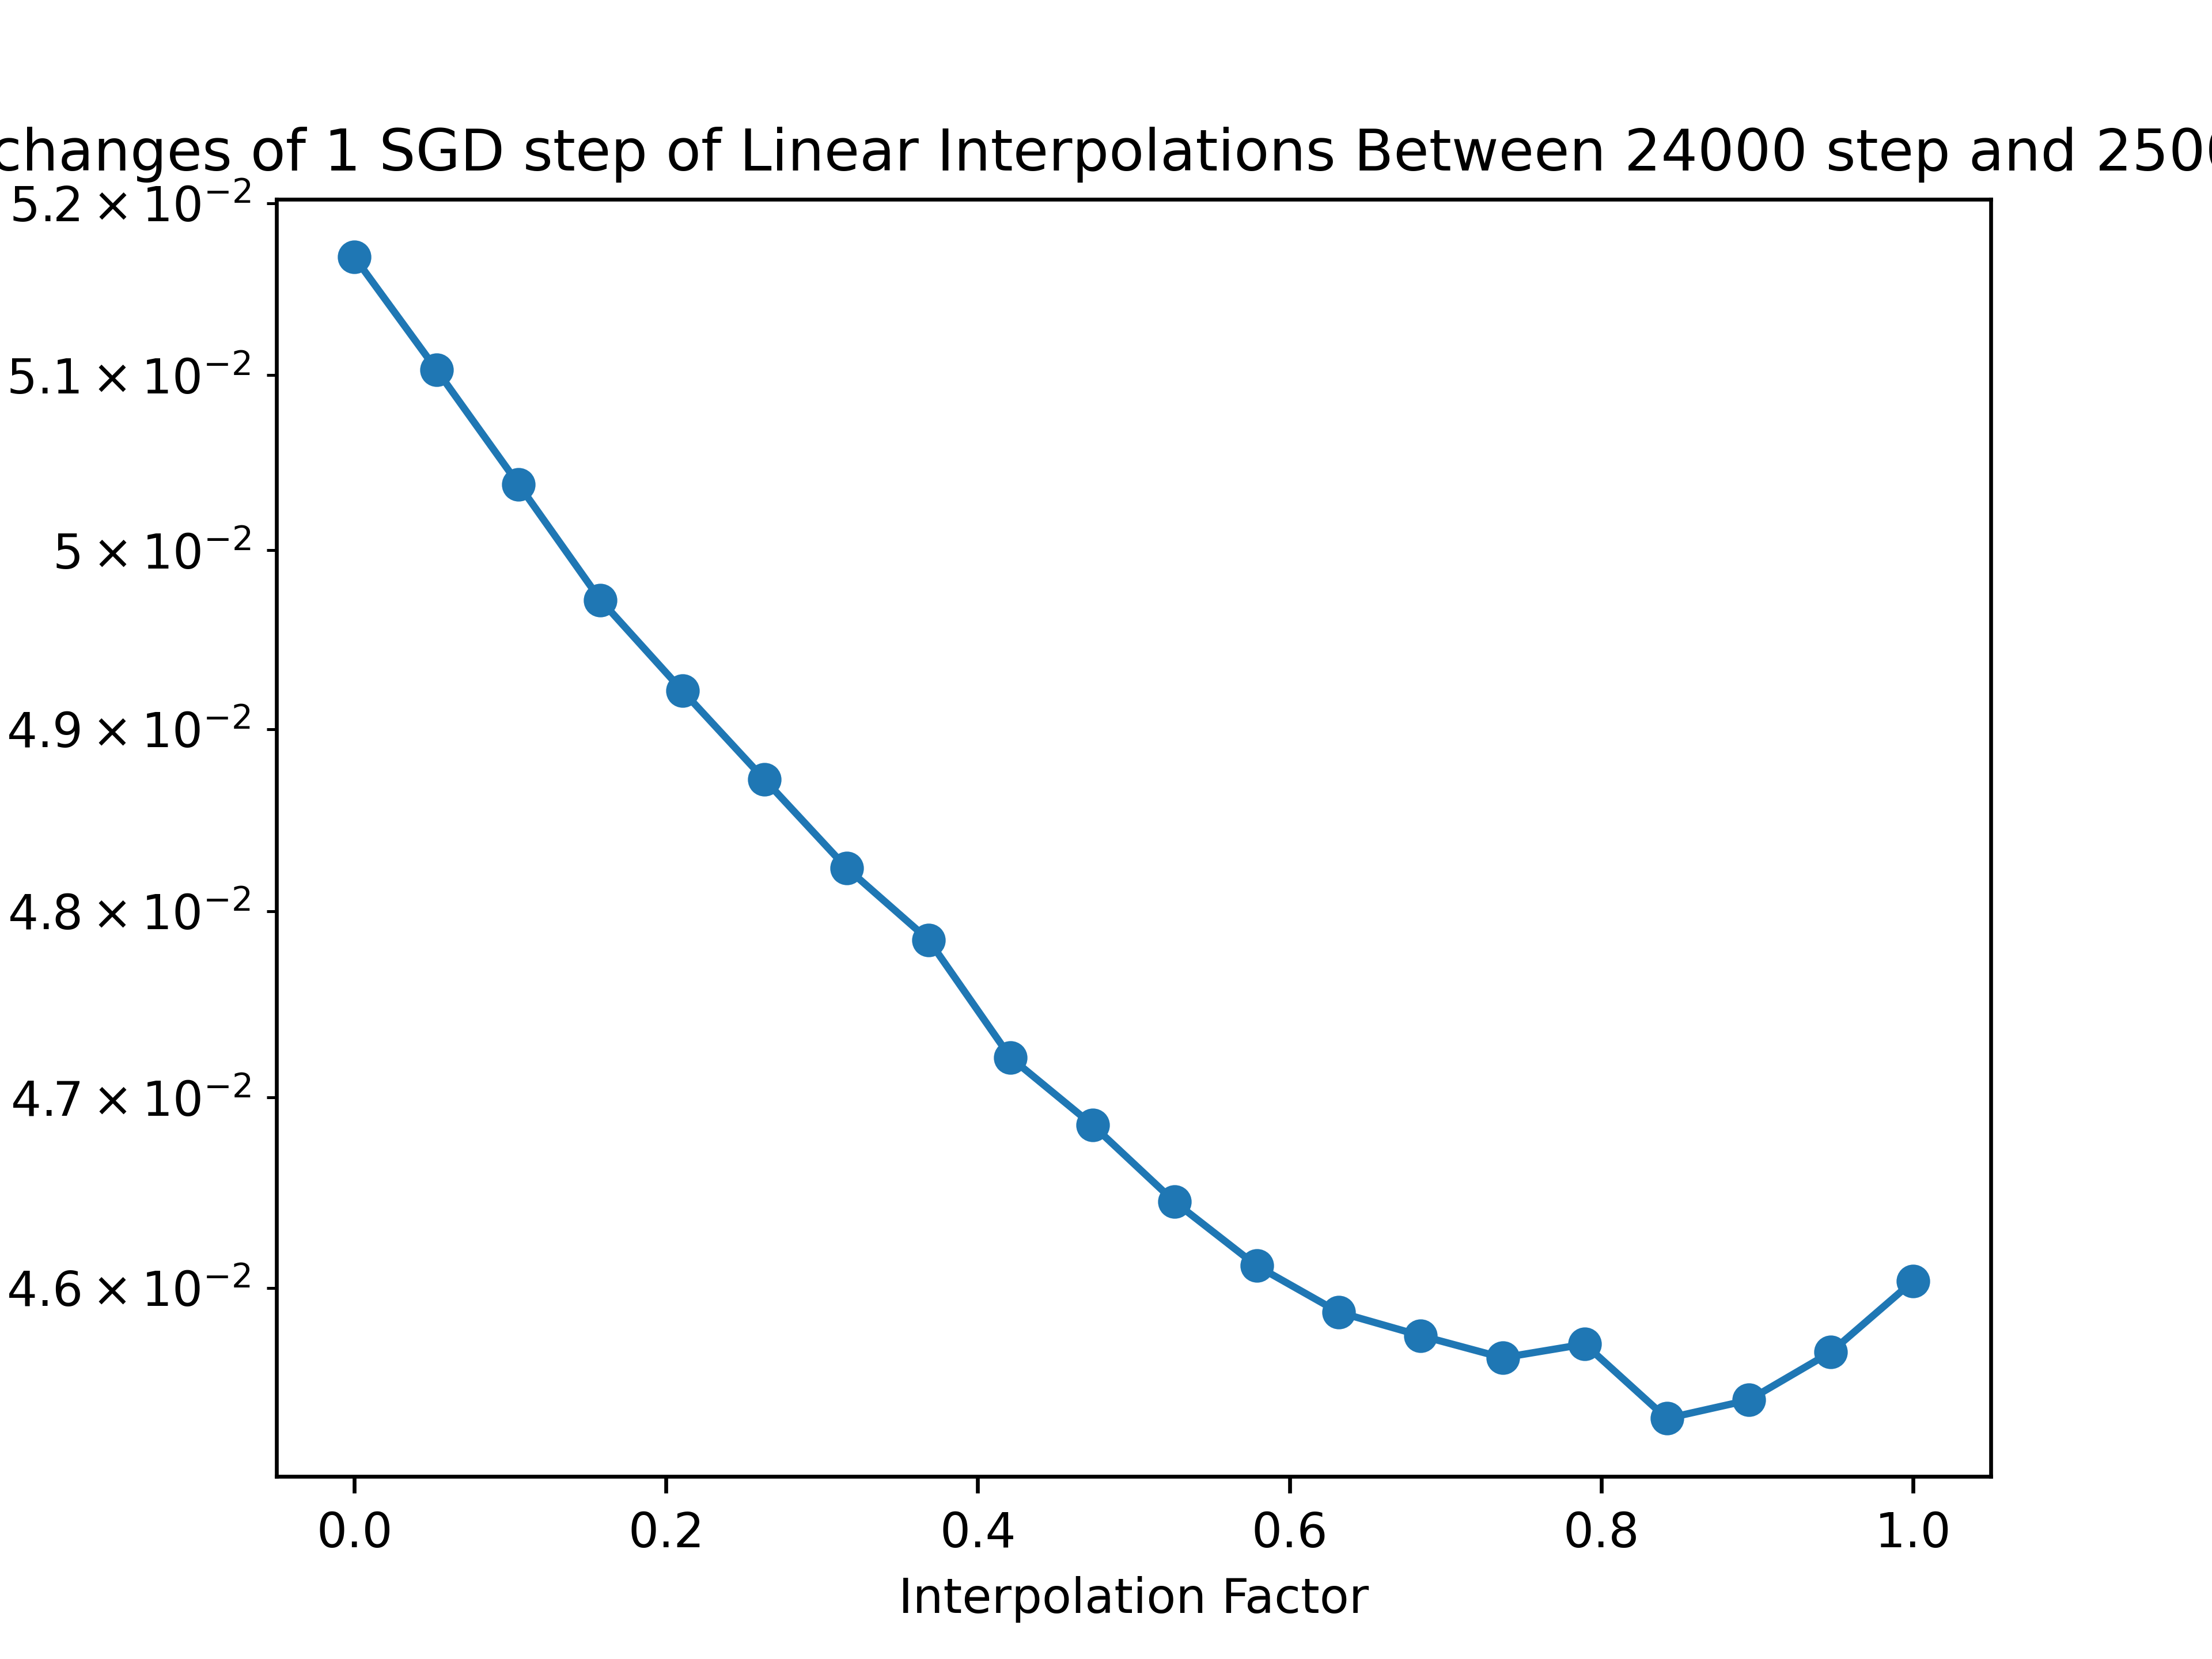 changes of 1 SGD step of Linear Interpolations Between 24000 step and 250
5.2 × 10⁻²
5.1 × 10⁻²
5 × 10⁻²
4.9 × 10⁻²
4.8 × 10⁻²
4.7 × 10⁻²
4.6 × 10⁻²
0.0 0.2 0.4 0.6 0.8 1.0
Interpolation Factor